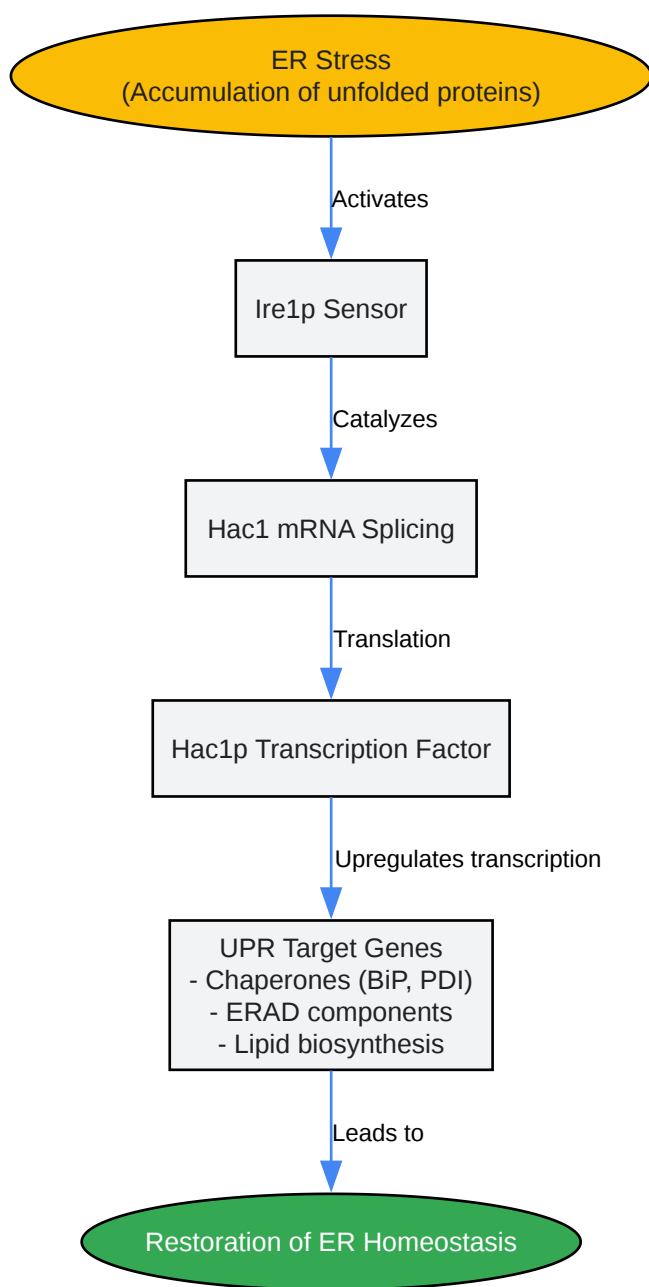 ER Stress
(Accumulation of unfolded proteins)
Activates
Ire1p Sensor
Catalyzes
Hac1 mRNA Splicing
Translation
Hac1p Transcription Factor
Upregulates transcription
UPR Target Genes
- Chaperones (BiP, PDI)
- ERAD components
- Lipid biosynthesis
Leads to
Restoration of ER Homeostasis